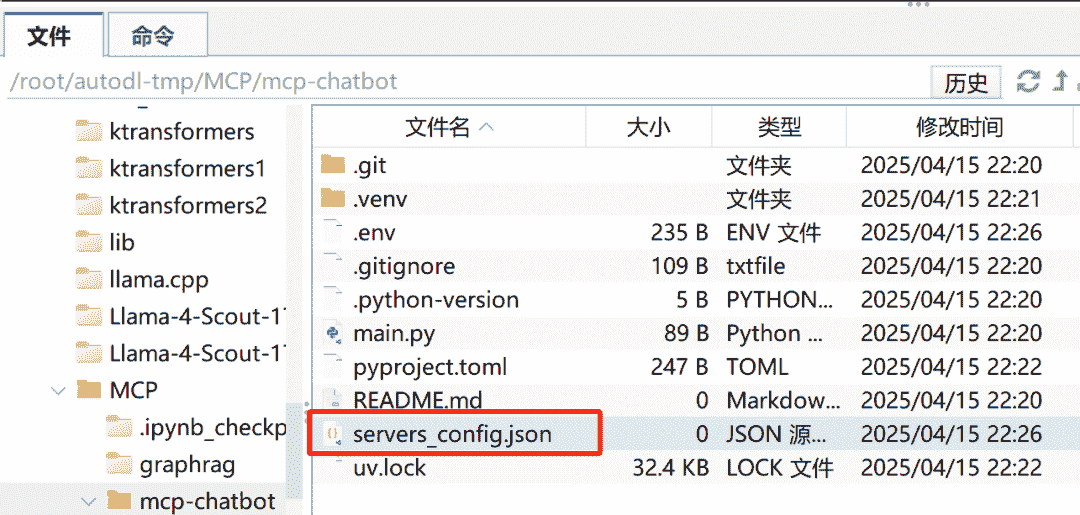 文件
命令
/root/autodl-tmp/MCP/mcp-chatbot
历史
ktransformers
ktransformers1
ktransformers2
lib
llama.cpp
Llama-4-Scout-1
Llama-4-Scout-1
MCP
.ipynb_checkp
graphrag
mcp-chatbot
文件名 大小 类型 修改时间
.git 文件夹 2025/04/15 22:20
.venv 文件夹 2025/04/15 22:21
.env 235 B ENV 文件 2025/04/15 22:26
.gitignore 109 B txtfile 2025/04/15 22:20
.python-version 5 B PYTHON... 2025/04/15 22:20
main.py 89 B Python ... 2025/04/15 22:20
pyproject.toml 247 B TOML 2025/04/15 22:22
README.md 0 Markdow... 2025/04/15 22:20
servers_config.json 0 JSON 源... 2025/04/15 22:26
uv.lock 32.4 KB LOCK 文件 2025/04/15 22:22